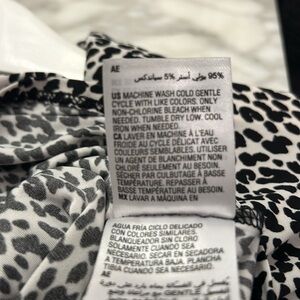 AE
95% بولي أستر 5% سباندكس
US MACHINE WASH COLD GENTLE
CYCLE WITH LIKE COLORS. ONLY
NON-CHLORINE BLEACH WHEN
NEEDED. TUMBLE DRY LOW. COOL
IRON WHEN NEEDED.
CA LAVER EN MACHINE À L'EAU
FROIDE AU CYCLE DÉLICAT AVEC
COULEURS SEMBLABLES. UTILISER
UN AGENT DE BLANCHIMENT NON
CHLORÉ SEULEMENT AU BESOIN.
SÉCHER PAR CULBUTAGE À BASSE
TEMPÉRATURE. REPASSER À
BASSE TEMPÉRATURE AU BESOIN.
MX LAVAR A MÁQUINA EN
AGUA FRÍA CICLO DELICADO
CON COLORES SIMILARES.
BLANQUEADOR SIN CLORO,
SOLAMENTE CUANDO SEA
NECESARIO. SECAR EN SECADORA
A TEMPERATURA BAJA. PLANCHA
TIBIA CUANDO SEA NECESARIO.